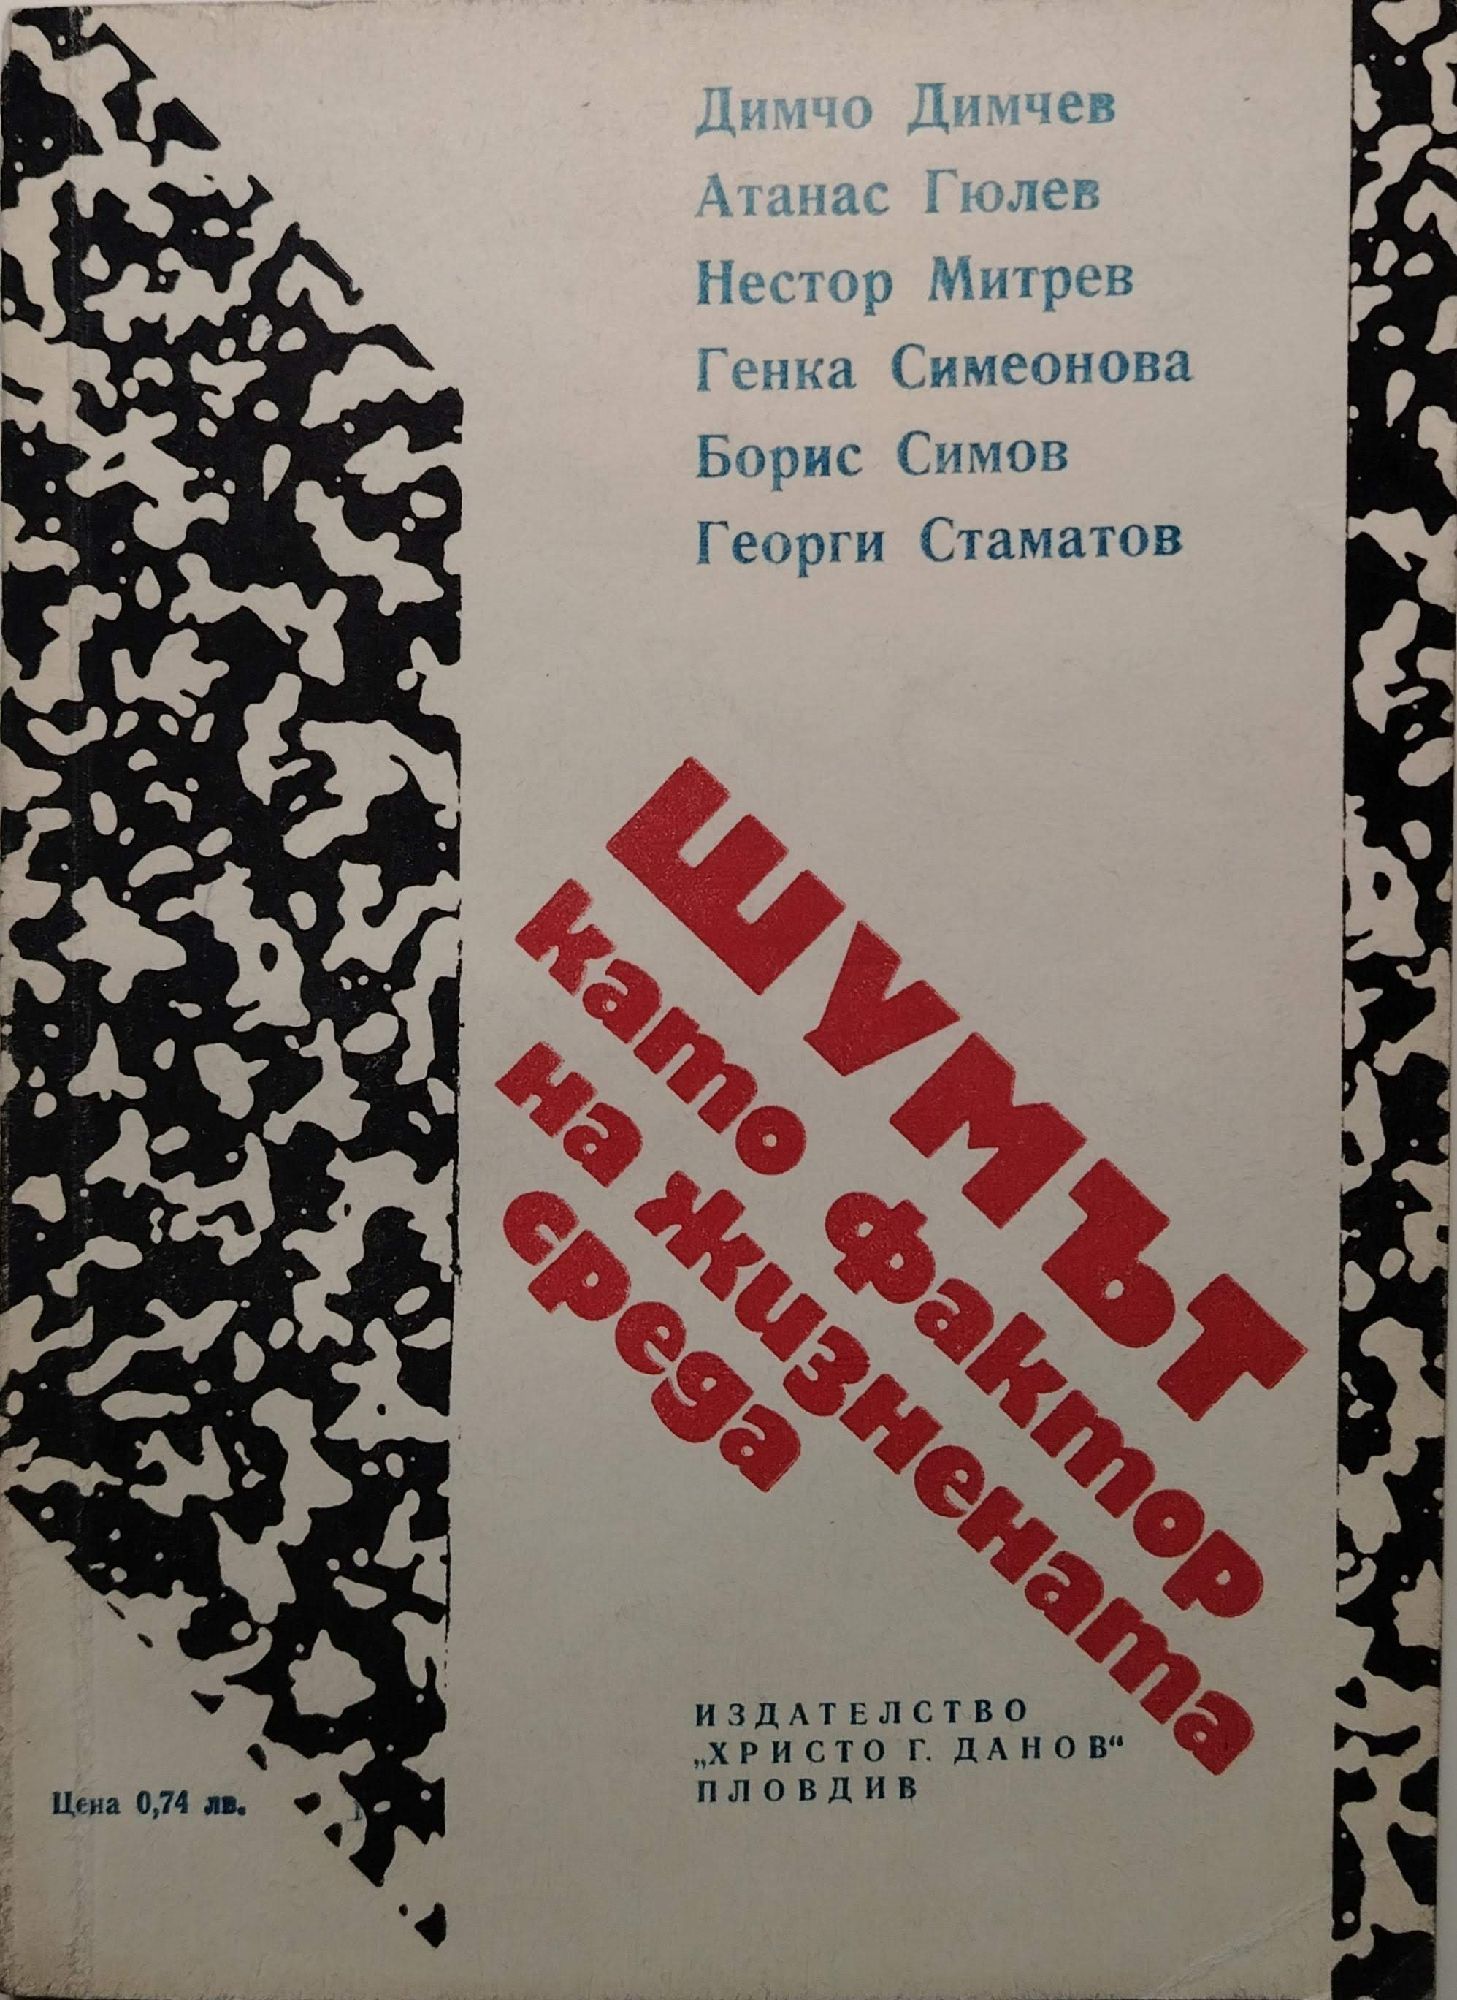 Димчо Димчев
Атанас Гюлев
Нестор Митрев
Генка Симеонова
Борис Симов
Георги Стаматов
ШУМЪТ
като фактор
на жизнената
среда
ИЗДАТЕЛСТВО
„ХРИСТО Г. ДАНОВ“
ПЛОВДИВ
Цена 0,74 лв.